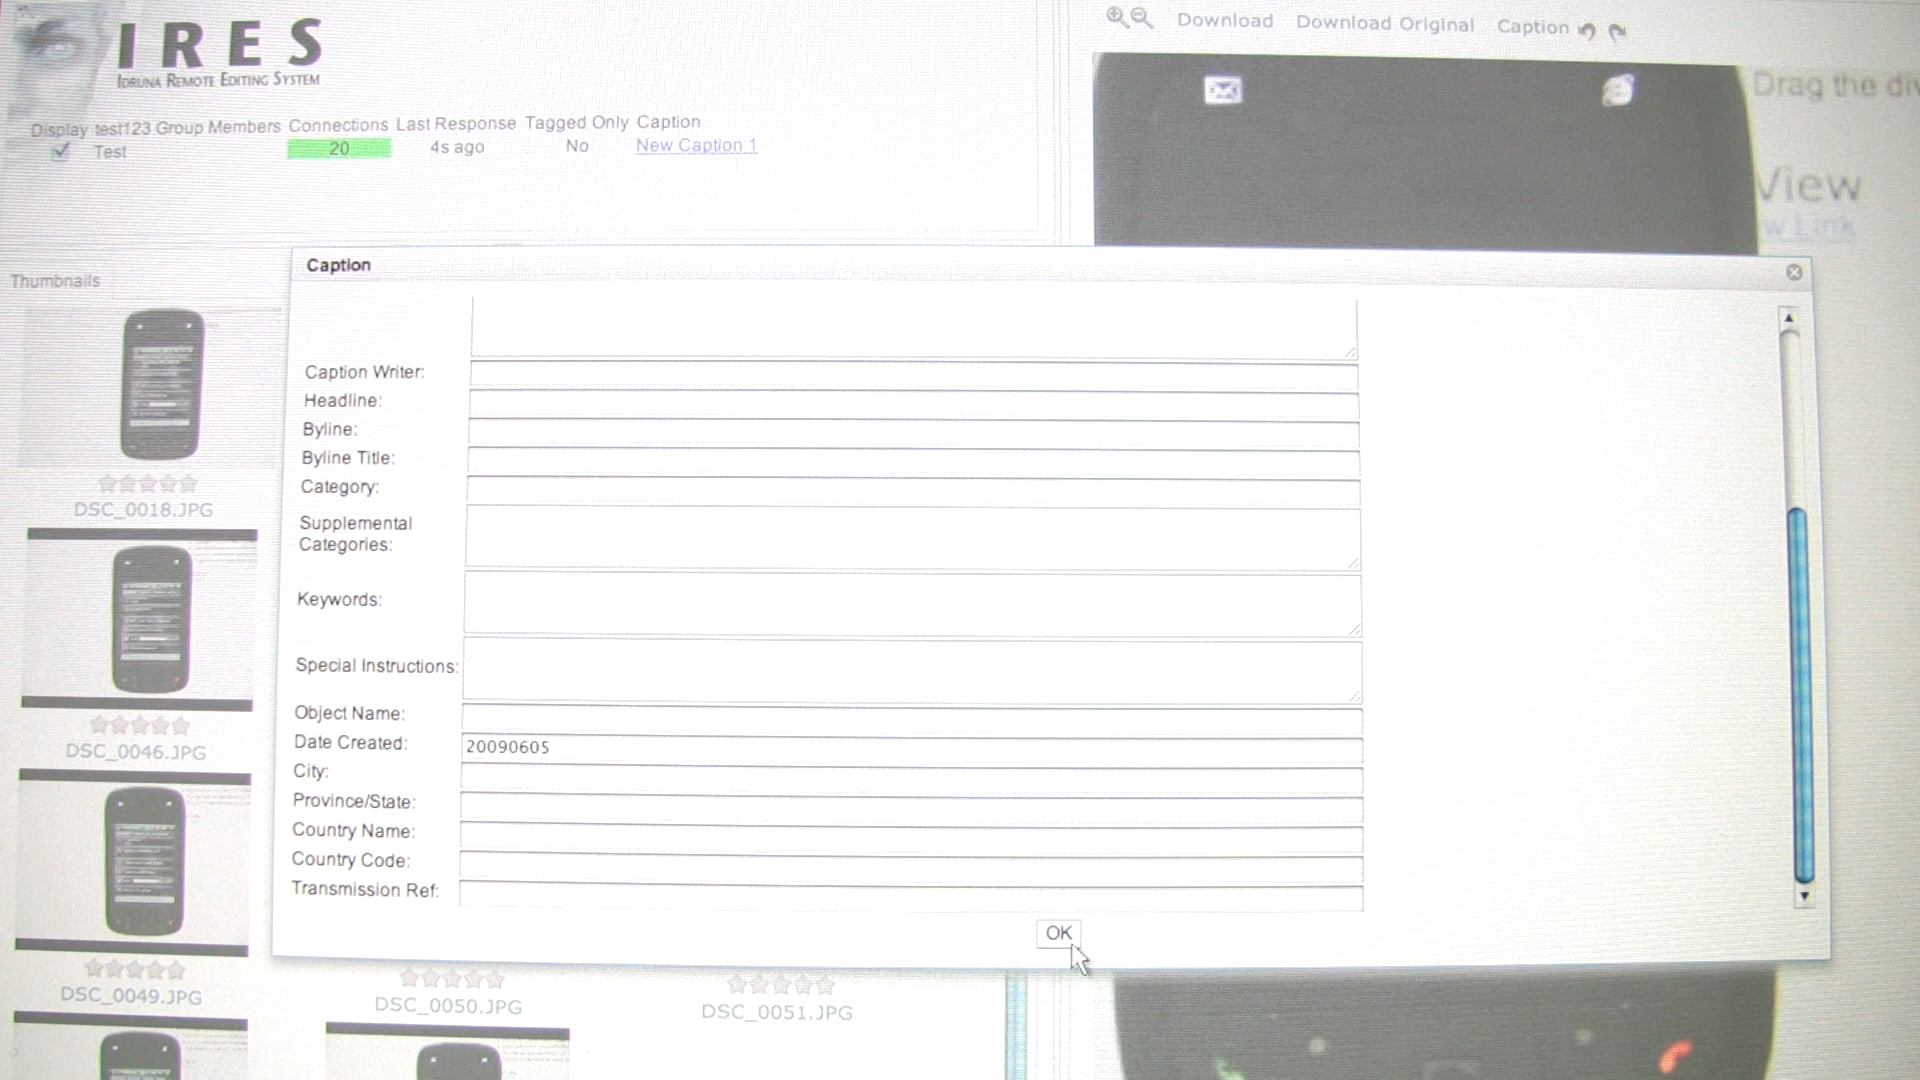 IRES
IDRUNA REMOTE EDITING SYSTEM
Display test123 Group Members Connections Last Response Tagged Only Caption
Test 20 4s ago No New Caption 1
Download Download Original Caption
Drag the div
View
w Link
Thumbnails
DSC_0018.JPG
DSC_0046.JPG
DSC_0049.JPG
DSC_0050.JPG
DSC_0051.JPG
Caption
Caption Writer:
Headline:
Byline:
Byline Title:
Category:
Supplemental
Categories:
Keywords:
Special Instructions:
Object Name:
Date Created: 20090605
City:
Province/State:
Country Name:
Country Code:
Transmission Ref:
OK